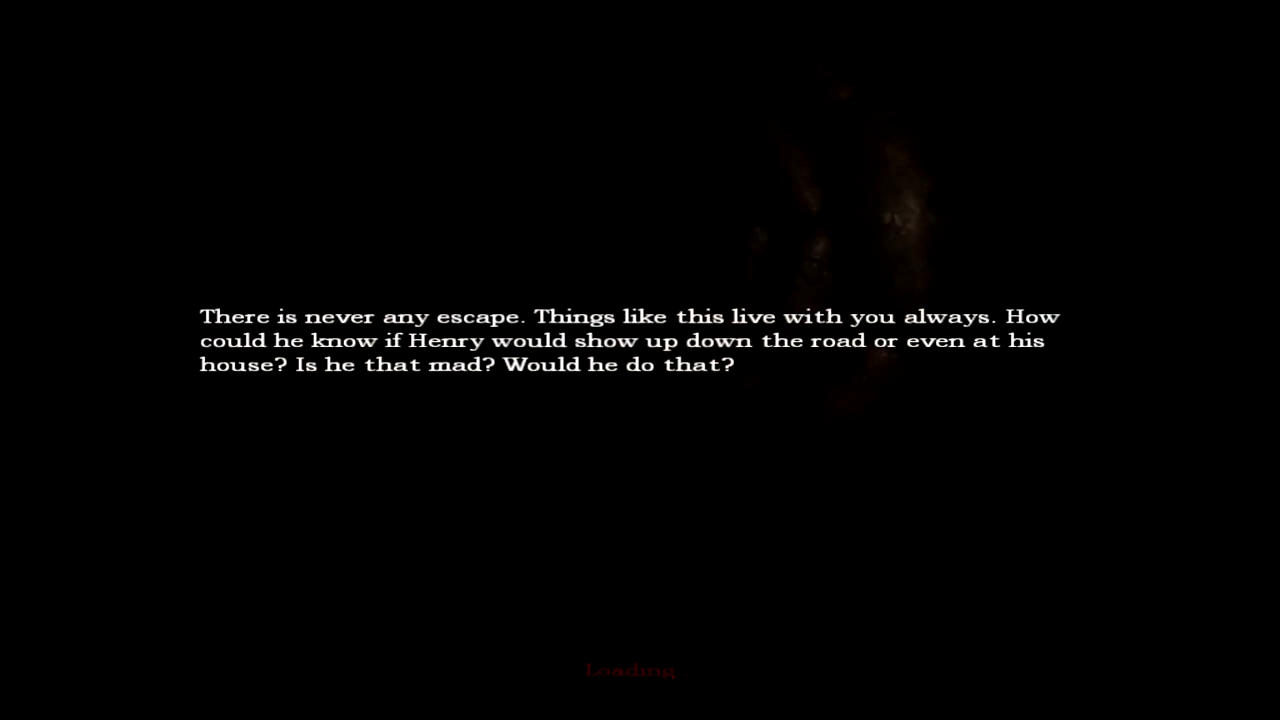 There is never any escape. Things like this live with you always. How
could he know if Henry would show up down the road or even at his
house? Is he that mad? Would he do that?
Loading